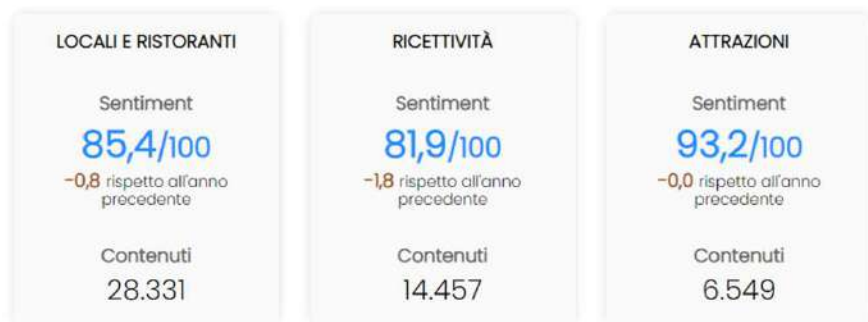 LOCALI E RISTORANTI
Sentiment
85,4/100
-0,8 rispetto all'anno
precedente
Contenuti
28.331
RICETTIVITÀ
Sentiment
81,9/100
-1,8 rispetto all'anno
precedente
Contenuti
14.457
ATTRAZIONI
Sentiment
93,2/100
-0,0 rispetto all'anno
precedente
Contenuti
6.549